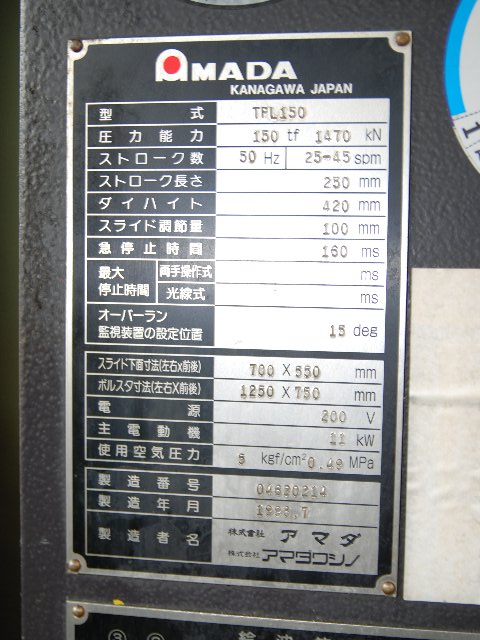 AMADA
KANAGAWA JAPAN
型式 TPL150
圧力能力 150 tf 1470 kN
ストローク数 50 Hz 25-45 spm
ストローク長さ 250 mm
ダイハイト 420 mm
スライド調節量 100 mm
急停止時間 160 ms
最大停止時間 両手操作式 ms
光線式 ms
オーバーラン
監視装置の設定位置 15 deg
スライド下面寸法(左右X前後) 700 X 550 mm
ボルスタ寸法(左右X前後) 1250 X 750 mm
電源 200 V
主電動機 11 kW
使用空気圧力 5 kgf/cm² 0.49 MPa
製造番号
製造年月
製造者名 株式会社 アマダ
株式会社 アマダワシノ
給油